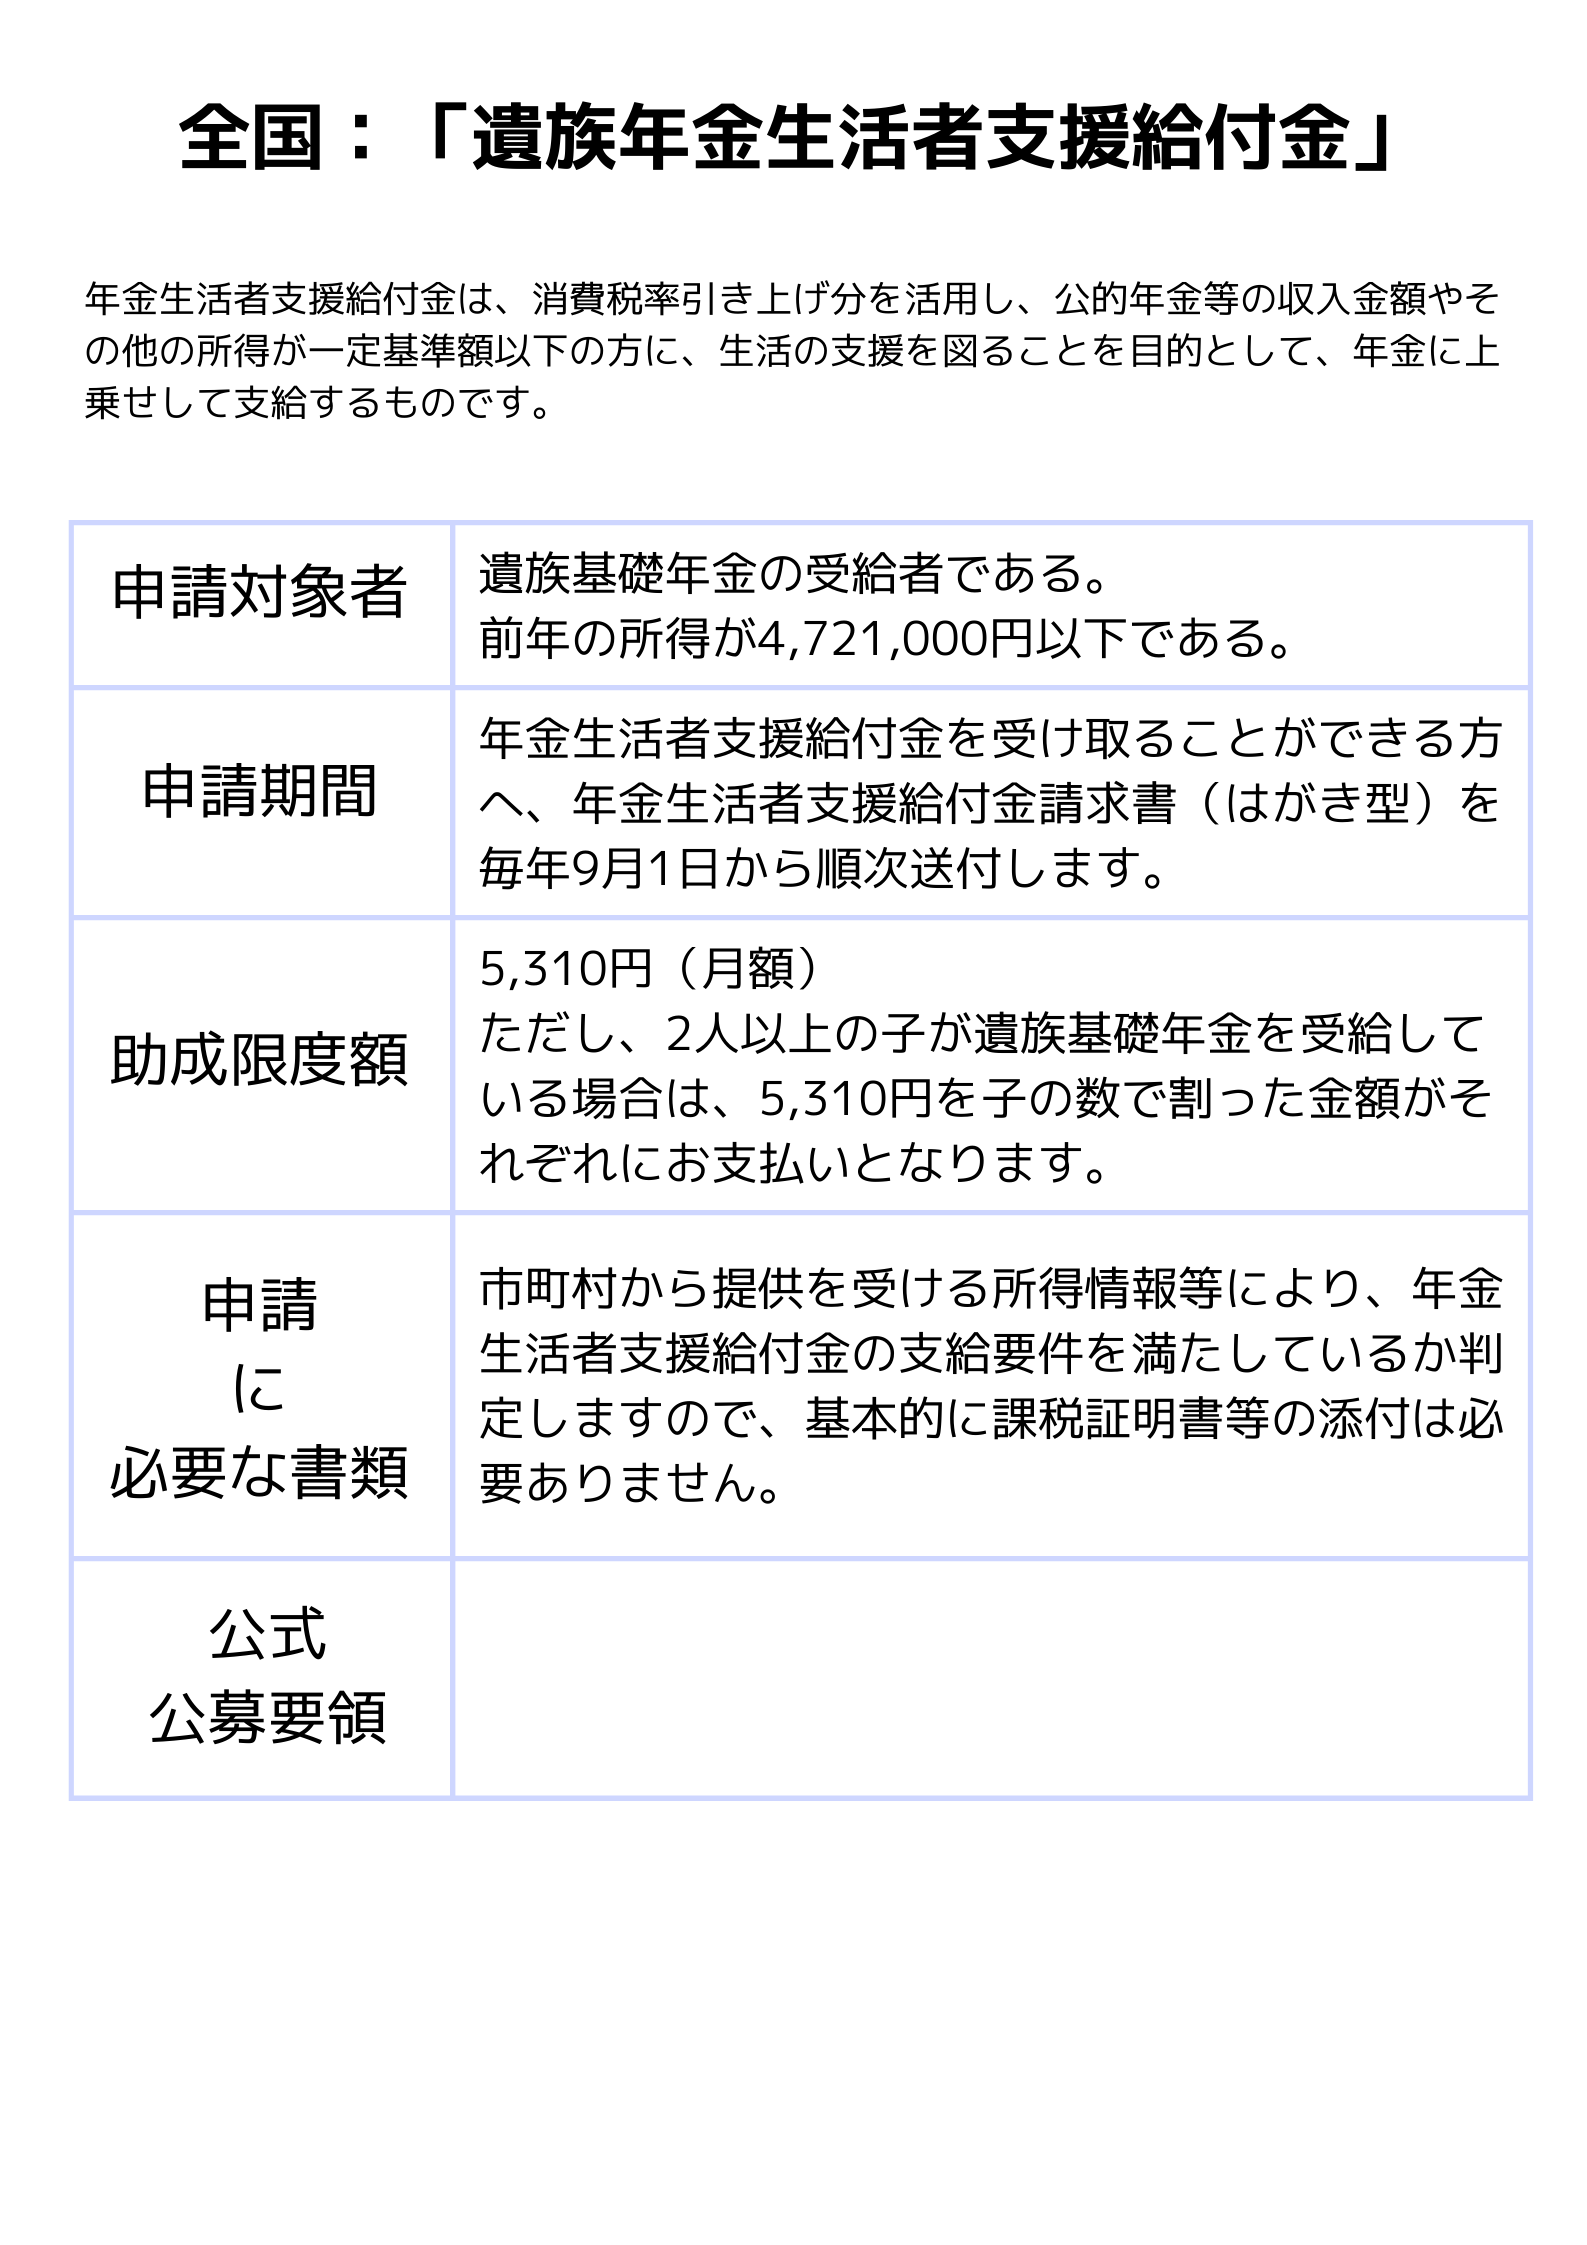 全国：「遺族年金生活者支援給付金」
年金生活者支援給付金は、消費税率引き上げ分を活用し、公的年金等の収入金額やそ
の他の所得が一定基準額以下の方に、生活の支援を図ることを目的として、年金に上
乗せして支給するものです。
申請対象者
遺族基礎年金の受給者である。
前年の所得が4,721,000円以下である。
申請期間
年金生活者支援給付金を受け取ることができる方
へ、年金生活者支援給付金請求書（はがき型）を
毎年9月1日から順次送付します。
助成限度額
5,310円（月額）
ただし、2人以上の子が遺族基礎年金を受給して
いる場合は、5,310円を子の数で割った金額がそ
れぞれにお支払いとなります。
申請
に
必要な書類
市町村から提供を受ける所得情報等により、年金
生活者支援給付金の支給要件を満たしているか判
定しますので、基本的に課税証明書等の添付は必
要ありません。
公式
公募要領